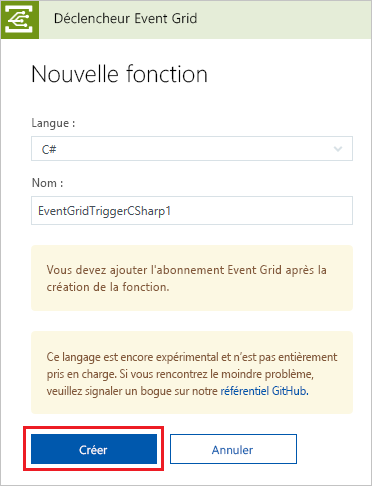 Déclencheur Event Grid
Nouvelle fonction
Langue :
C#
Nom :
EventGridTriggerCSharp1
Vous devez ajouter l'abonnement Event Grid après la
création de la fonction.
Ce langage est encore expérimental et n'est pas entièrement
pris en charge. Si vous rencontrez le moindre problème,
veuillez signaler un bogue sur notre référentiel GitHub.
Créer
Annuler